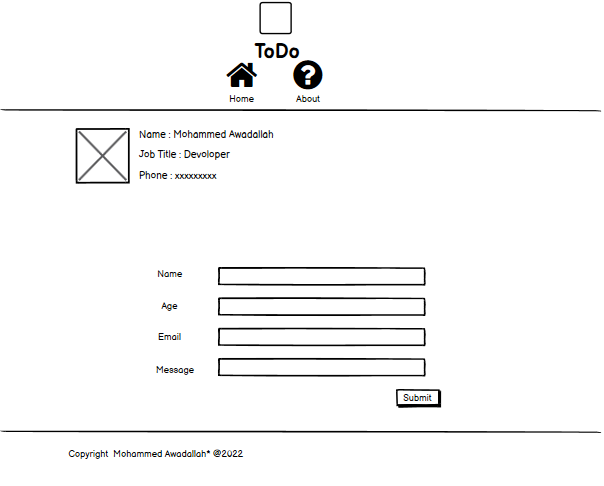 ToDo
?
Home About
Name : Mohammed Awadallah
Job Title : Devoloper
Phone : xxxxxxxxx
Name
Age
Email
Message
Submit
Copyright Mohammed Awadallah* @2022